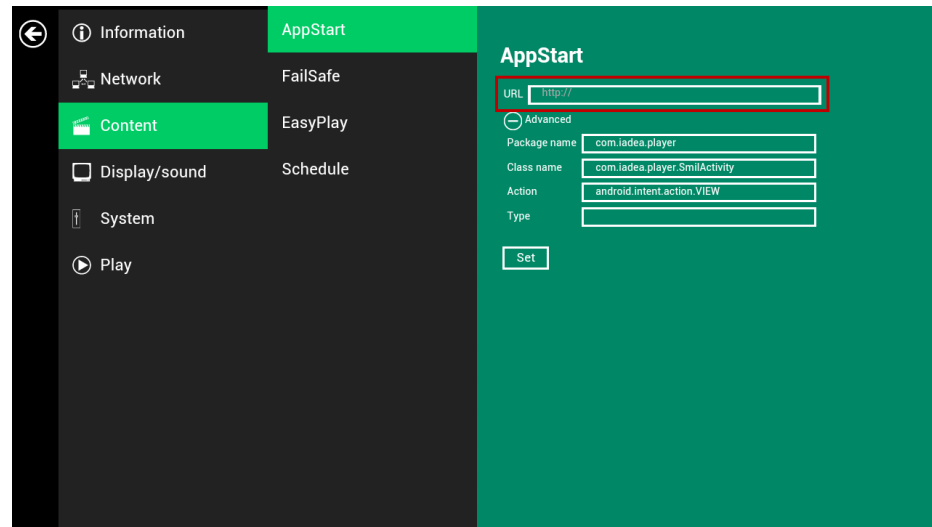 Information
Network
Content
Display/sound
System
Play
AppStart
FailSafe
EasyPlay
Schedule
AppStart
URL http://
Advanced
Package name com.iadea.player
Class name com.iadea.player.SmilActivity
Action android.intent.action.VIEW
Type
Set